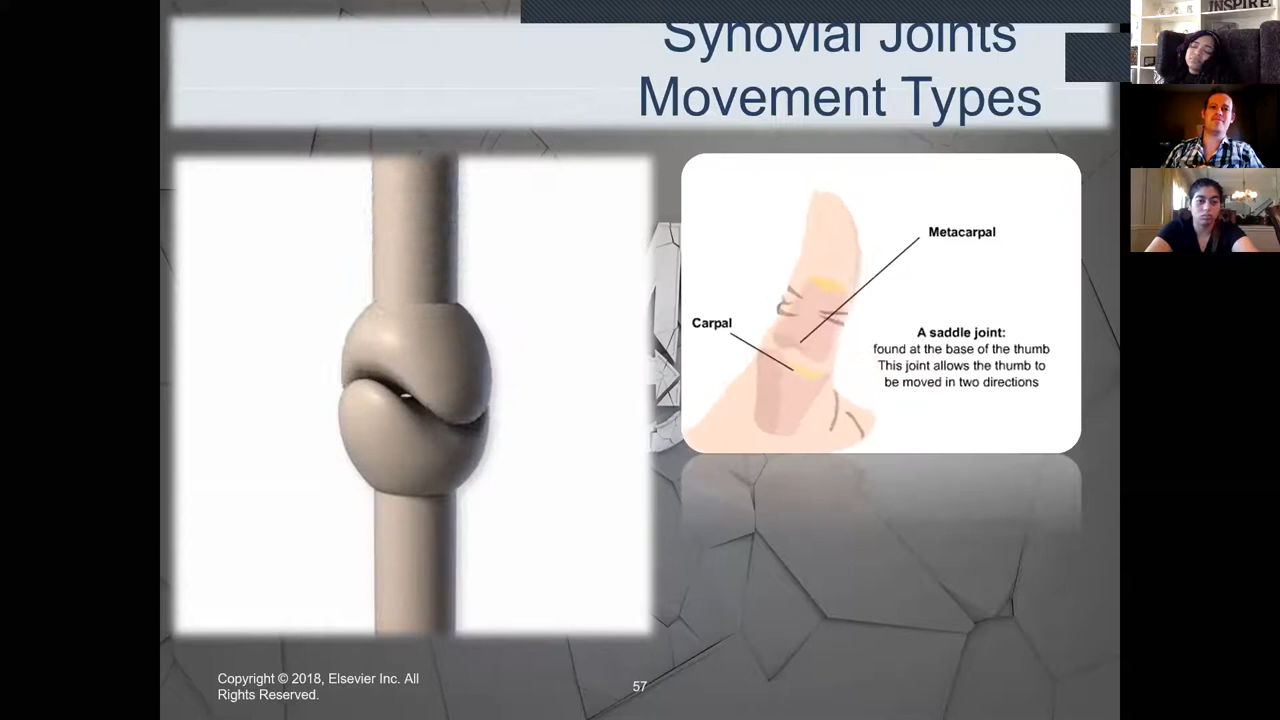 Synovial Joints
Movement Types
INSPIRE
Metacarpal
Carpal
A saddle joint:
found at the base of the thumb
This joint allows the thumb to
be moved in two directions
Copyright © 2018, Elsevier Inc. All
Rights Reserved.
57